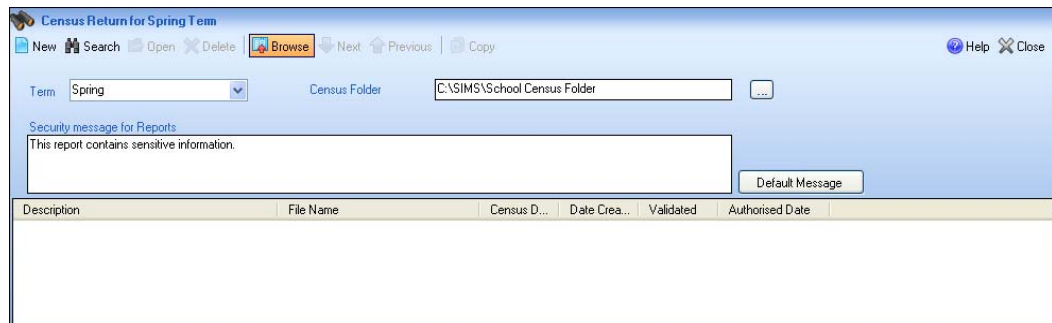 Census Return for Spring Term
New Search Open Delete Browse Next Previous Copy Help Close
Term Spring Census Folder C:\SIMS\School Census Folder ...
Security message for Reports
This report contains sensitive information.
Default Message
Description File Name Census D... Date Crea... Validated Authorised Date